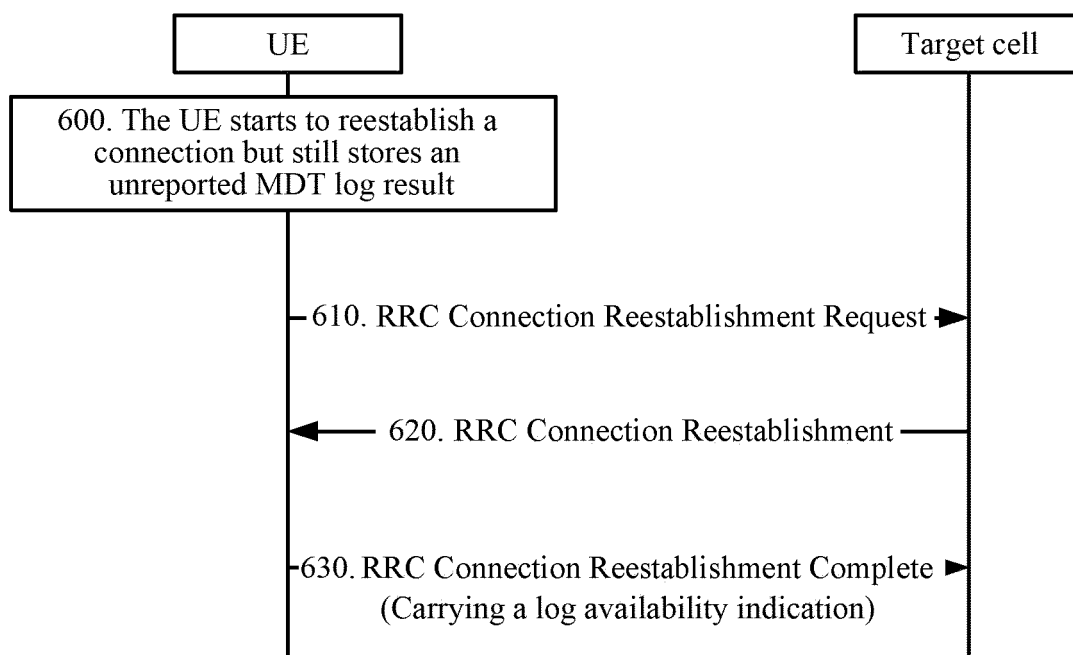 UE
Target cell
600. The UE starts to reestablish a
connection but still stores an
unreported MDT log result
610. RRC Connection Reestablishment Request
620. RRC Connection Reestablishment
630. RRC Connection Reestablishment Complete
(Carrying a log availability indication)